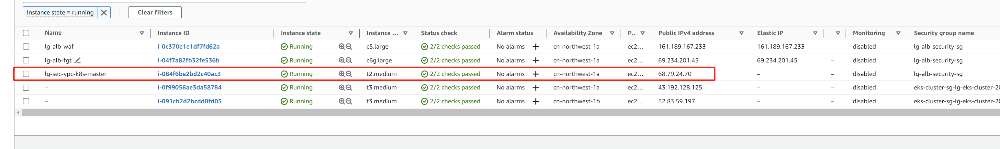 Instance state = running Clear filters
Name Instance ID Instance state Instance ... Status check Alarm status Availability Zone P.. Public IPv4 address Elastic IP Monitoring Security group name
lg-alb-waf i-0c370e1e1df7fd62a Running c5.large 2/2 checks passed No alarms + cn-northwest-1a ec2... 161.189.167.233 161.189.167.233 – disabled lg-alb-security-sg
lg-alb-fgt i-04f7a82fb32fe536b Running c6g.large 2/2 checks passed No alarms + cn-northwest-1a ec2... 69.234.201.45 69.234.201.45 – disabled lg-alb-security-sg
lg-sec-vpc-k8s-master i-084f6be2bd2c40ac3 Running t2.medium 2/2 checks passed No alarms + cn-northwest-1a ec2... 68.79.24.70 – – disabled lg-alb-security-sg
– i-0f99056ae3da58784 Running t3.medium 2/2 checks passed No alarms + cn-northwest-1a ec2... 43.192.128.125 – – disabled eks-cluster-sg-lg-eks-cluster-20
– i-091cb2d2bcdd8fd05 Running t3.medium 2/2 checks passed No alarms + cn-northwest-1b ec2... 52.83.59.197 – – disabled eks-cluster-sg-lg-eks-cluster-20